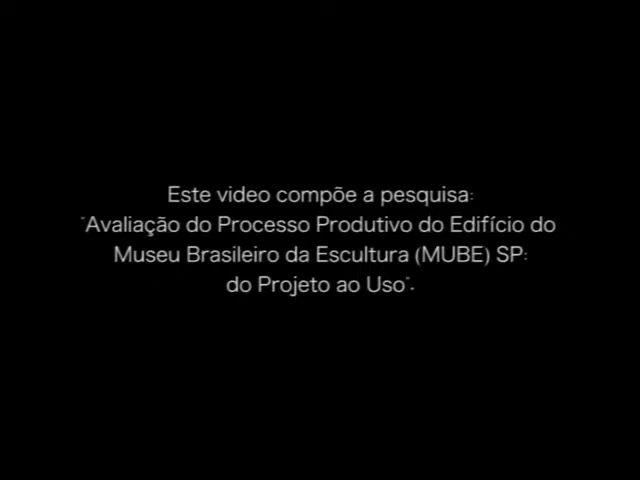 Este video compõe a pesquisa:
"Avaliação do Processo Produtivo do Edifício do
Museu Brasileiro da Escultura (MUBE) SP:
do Projeto ao Uso".